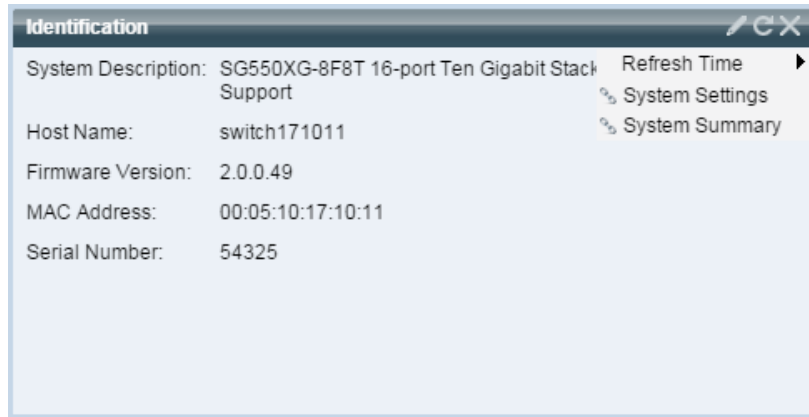 Identification
System Description: SG550XG-8F8T 16-port Ten Gigabit Stack
Support
Refresh Time
System Settings
System Summary
Host Name: switch171011
Firmware Version: 2.0.0.49
MAC Address: 00:05:10:17:10:11
Serial Number: 54325